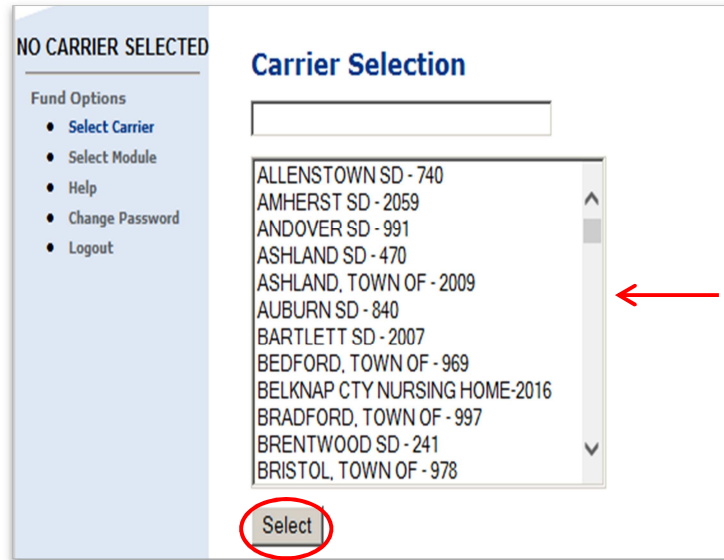 NO CARRIER SELECTED
Fund Options
Select Carrier
Select Module
Help
Change Password
Logout
Carrier Selection
ALLENSTOWN SD - 740
AMHERST SD - 2059
ANDOVER SD - 991
ASHLAND SD - 470
ASHLAND, TOWN OF - 2009
AUBURN SD - 840
BARTLETT SD - 2007
BEDFORD, TOWN OF - 969
BELKNAP CTY NURSING HOME-2016
BRADFORD, TOWN OF - 997
BRENTWOOD SD - 241
BRISTOL, TOWN OF - 978
Select